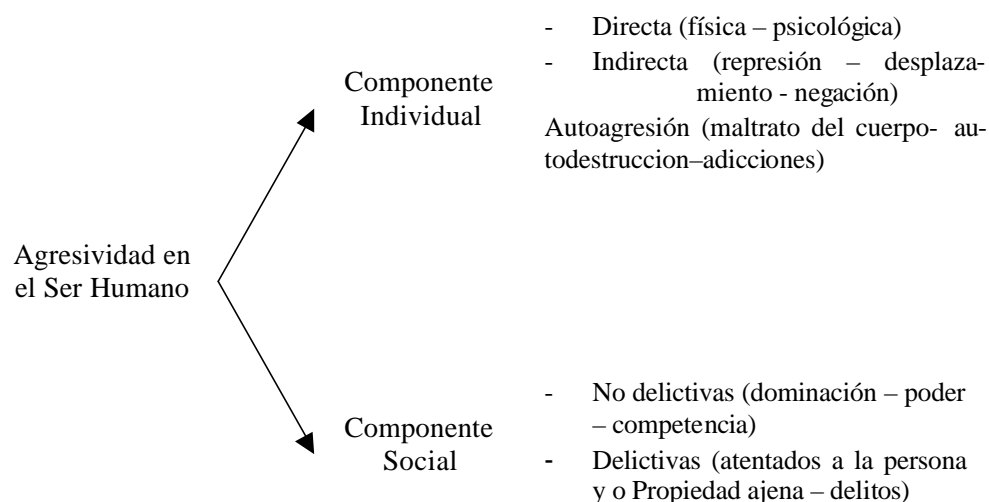 Agresividad en
el Ser Humano
Componente
Individual
- Directa (física – psicológica)
- Indirecta (represión – desplaza-
miento - negación)
Autoagresión (maltrato del cuerpo- au-
todestruccion–adicciones)
Componente
Social
- No delictivas (dominación – poder
– competencia)
- Delictivas (atentados a la persona
y o Propiedad ajena – delitos)